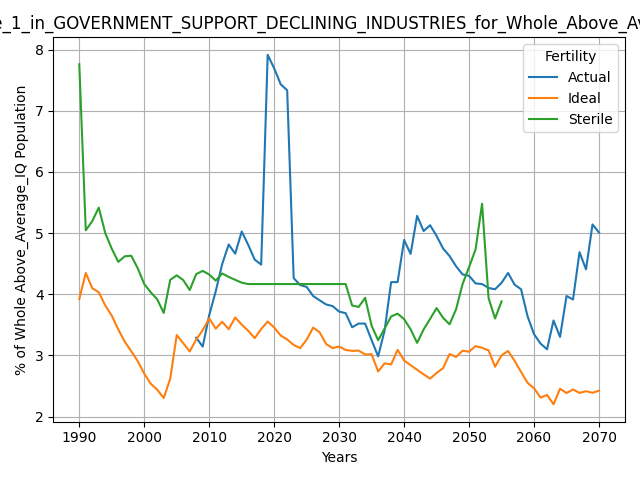 e_1_in_GOVERNMENT_SUPPORT_DECLINING_INDUSTRIES_for_Whole_Above_Av
Fertility
Actual
Ideal
Sterile
% of Whole Above_Average_IQ Population
8
7
6
5
4
3
2
1990
2000
2010
2020
2030
2040
2050
2060
2070
Years